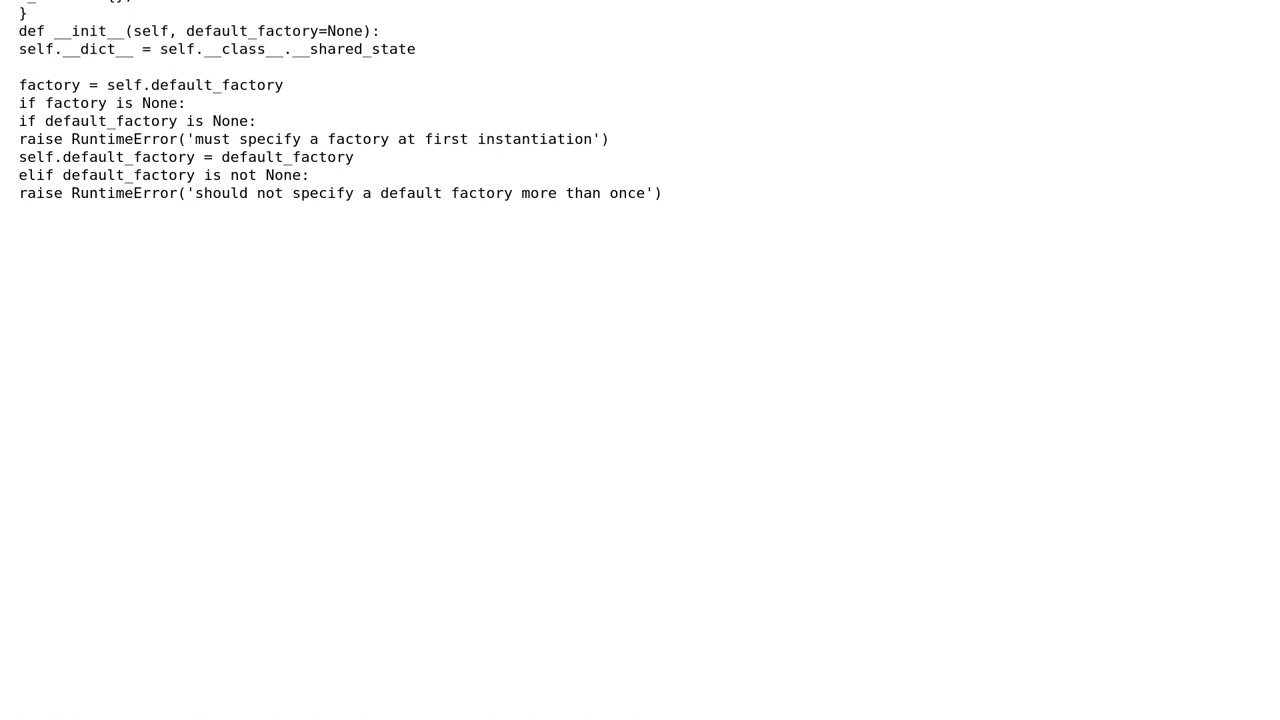 }
def __init__(self, default_factory=None):
self.__dict__ = self.__class__.__shared_state

factory = self.default_factory
if factory is None:
if default_factory is None:
raise RuntimeError('must specify a factory at first instantiation')
self.default_factory = default_factory
elif default_factory is not None:
raise RuntimeError('should not specify a default factory more than once')